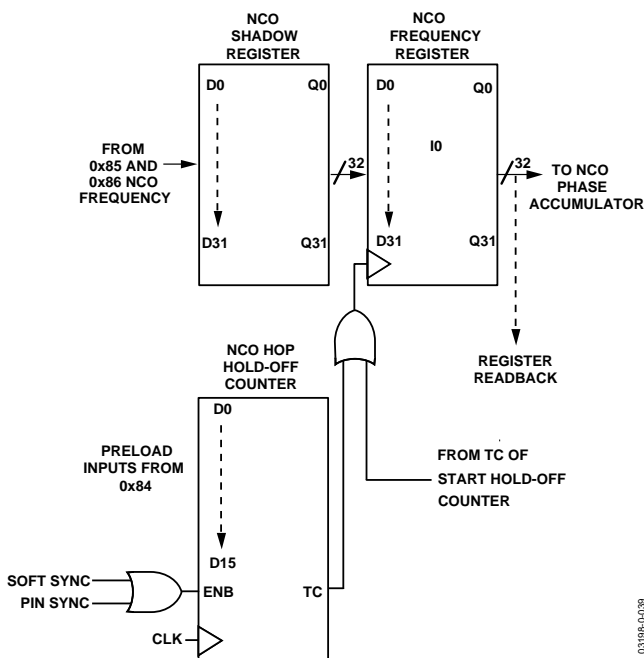 NCO
SHADOW
REGISTER
NCO
FREQUENCY
REGISTER
D0
Q0
D0
Q0
I0
FROM
0x85 AND
0x86 NCO
FREQUENCY
32
32
TO NCO
PHASE
ACCUMULATOR
D31
Q31
D31
Q31
NCO HOP
HOLD-OFF
COUNTER
REGISTER
READBACK
D0
PRELOAD
INPUTS FROM
0x84
FROM TC OF
START HOLD-OFF
COUNTER
D15
SOFT SYNC
PIN SYNC
ENB
TC
CLK
03198-0-039